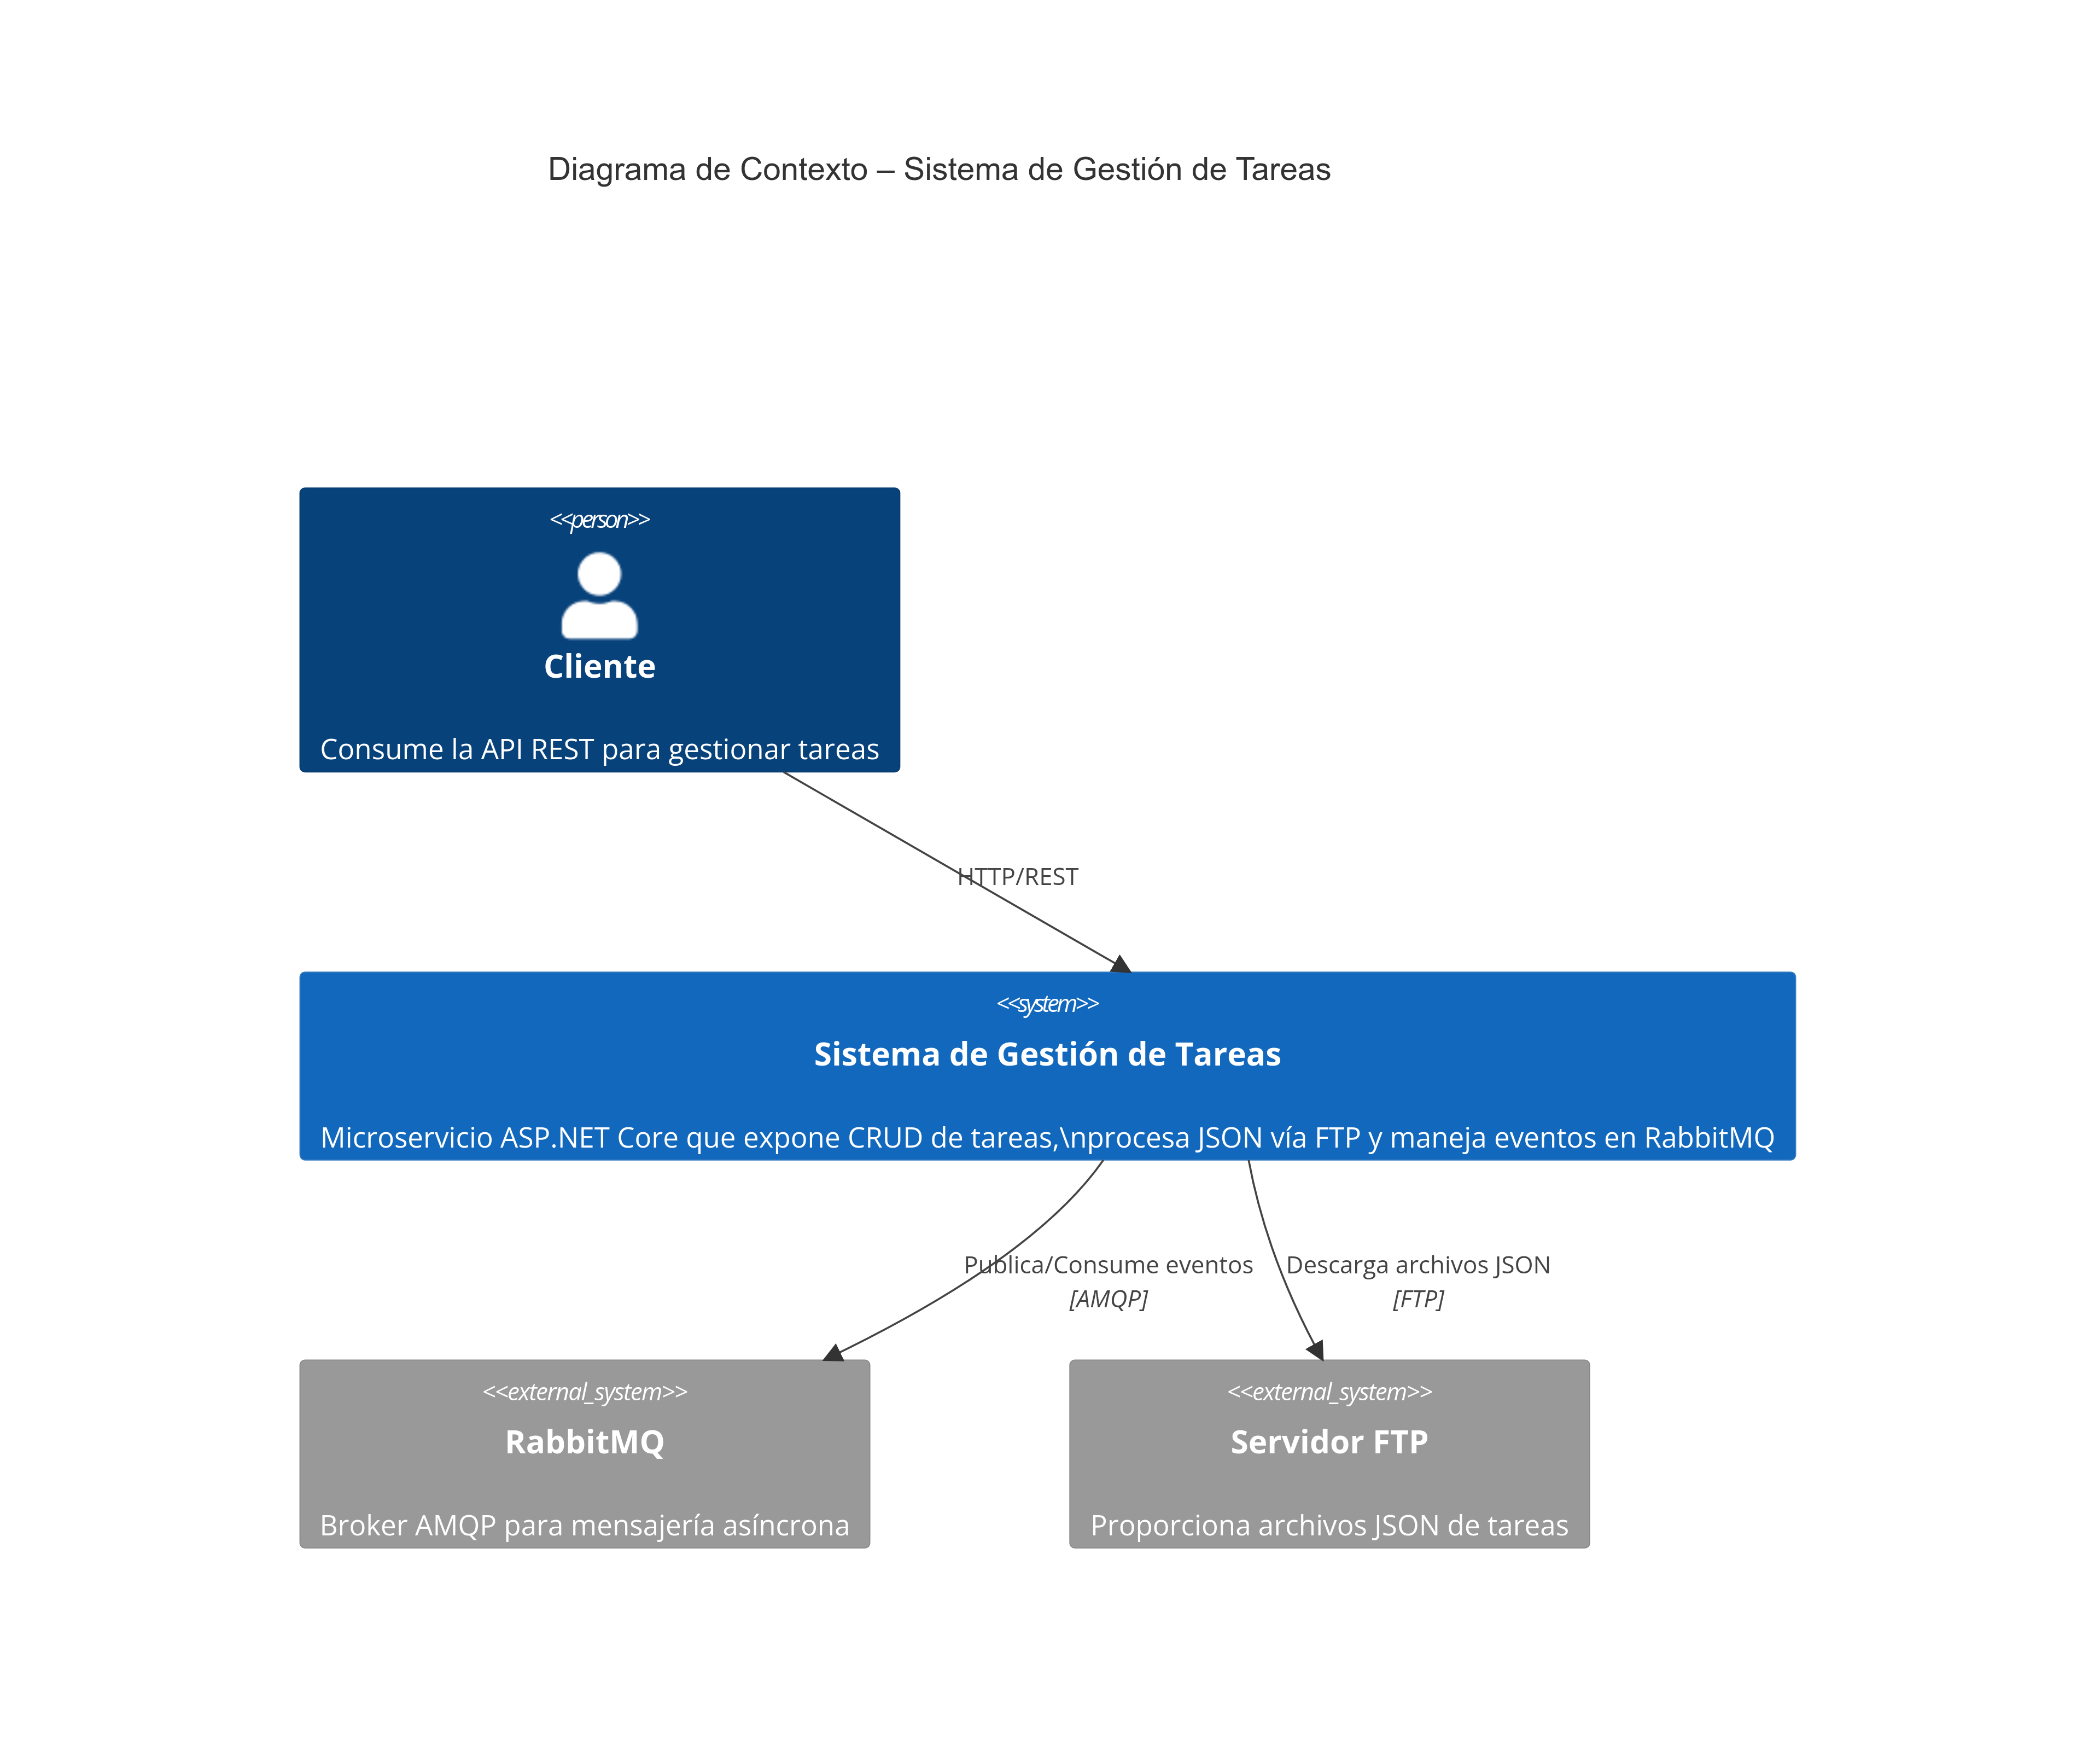 Diagrama de Contexto – Sistema de Gestión de Tareas
<<person>>
Cliente
Consume la API REST para gestionar tareas
HTTP/REST
<<system>>
Sistema de Gestión de Tareas
Microservicio ASP.NET Core que expone CRUD de tareas,\nprocesa JSON vía FTP y maneja eventos en RabbitMQ
Publica/Consume eventos
[AMQP]
Descarga archivos JSON
[FTP]
<<external_system>>
RabbitMQ
Broker AMQP para mensajería asíncrona
<<external_system>>
Servidor FTP
Proporciona archivos JSON de tareas